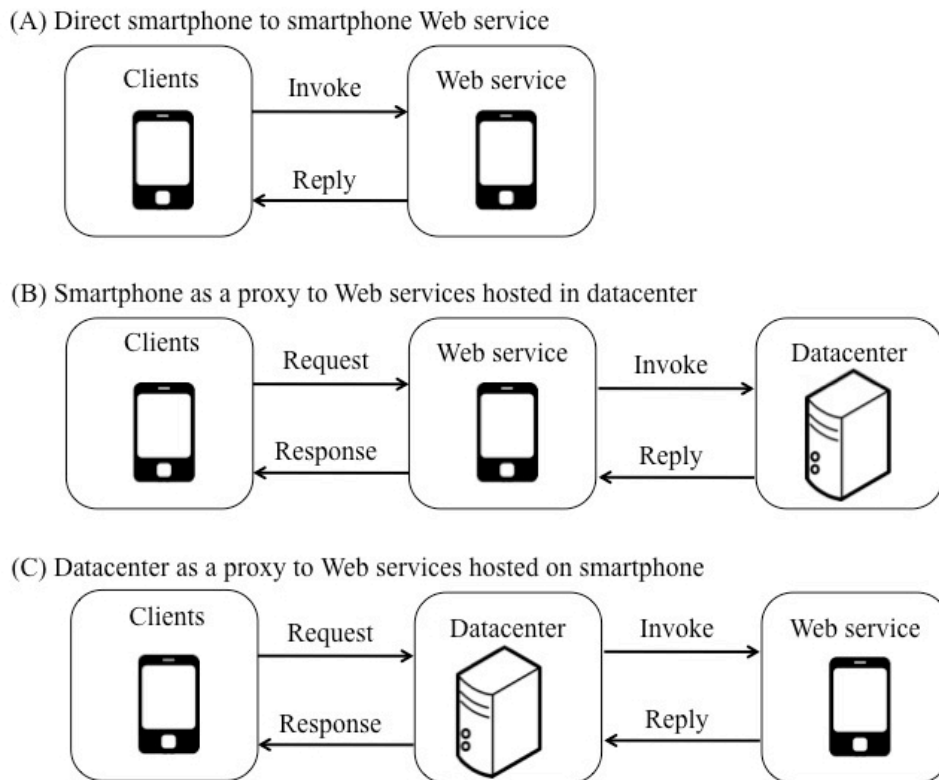 (A) Direct smartphone to smartphone Web service
Clients
Invoke
Reply
Web service
(B) Smartphone as a proxy to Web services hosted in datacenter
Clients
Request
Response
Web service
Invoke
Reply
Datacenter
(C) Datacenter as a proxy to Web services hosted on smartphone
Clients
Request
Response
Datacenter
Invoke
Reply
Web service